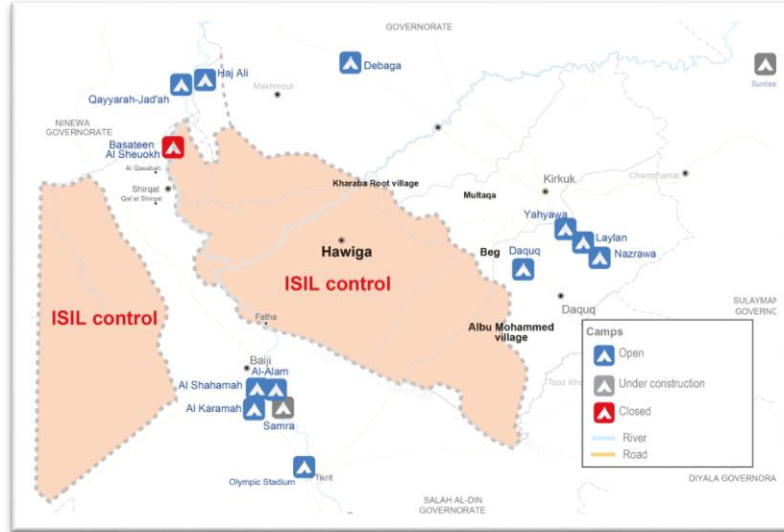 GOVERNORATE
Haj Ali
Debaga
Qayyarah-Jad'ah
Makhmour
NINEWA
GOVERNORATE
Basateen
Al Sheuokh
Al Qasabah
Shirqat
Qal'at Shirqat
Kharaba Root village
Multaqa
Kirkuk
Chamchamal
Yahyawa
Laylan
Nazrawa
Hawiga
Beg
Daquq
ISIL control
ISIL control
Daquq
SULAYMAN
GOVERNO
Fatha
Albu Mohammed
village
Baiji
Al-Alam
Al Shahamah
Al Karamah
Samra
Camps
Open
Under construction
Closed
River
Road
Olympic Stadium
Tikrit
DIYALA GOVERNORA
SALAH AL-DIN
GOVERNORATE